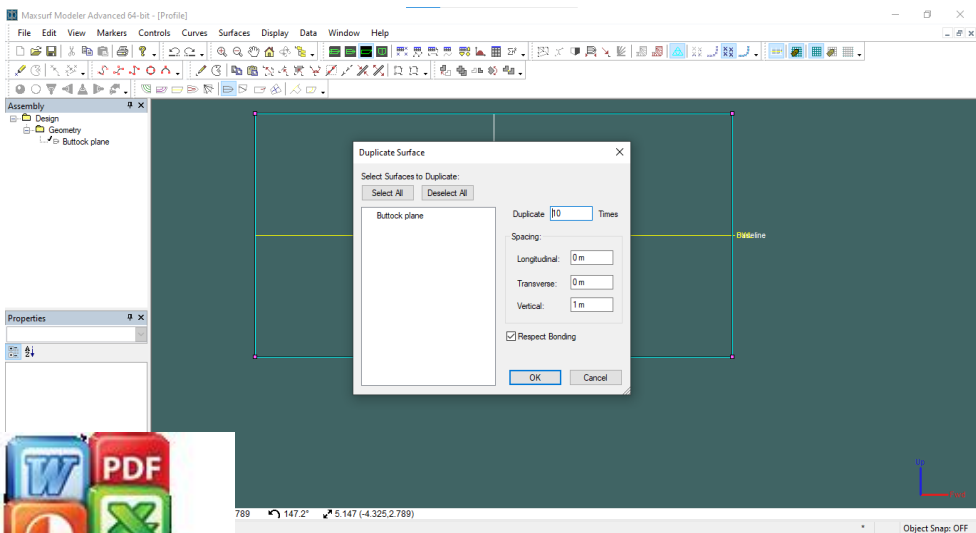 Maxsurf Modeler Advanced 64-bit - [Profile]
File Edit View Markers Controls Curves Surfaces Display Data Window Help
Assembly
Design
Geometry
Buttock plane
Duplicate Surface
Select Surfaces to Duplicate:
Select All Deselect All
Buttock plane
Duplicate 10 Times
Spacing:
Longitudinal: 0 m
Transverse: 0 m
Vertical: 1 m
Respect Bonding
OK Cancel
Properties
Up
W PDF
X
789 147.2° 5.147 (-4.325,2.789)
Object Snap: OFF